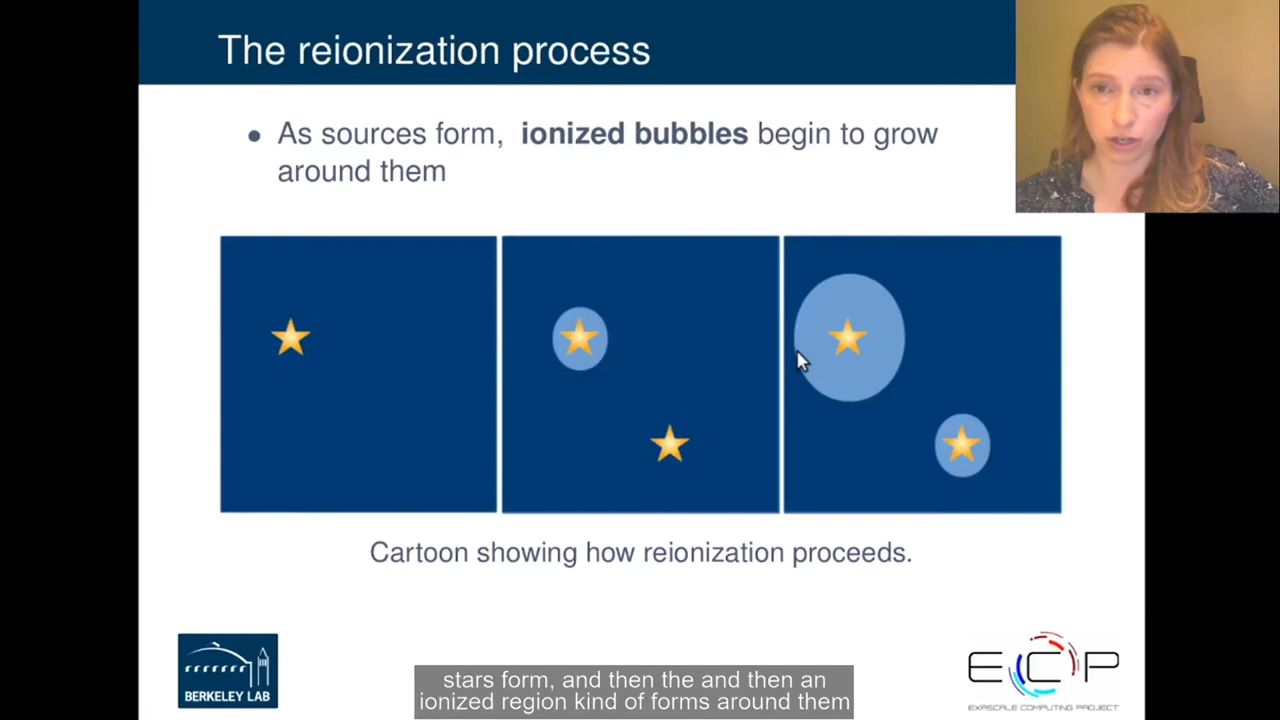 The reionization process
• As sources form, ionized bubbles begin to grow
around them
Cartoon showing how reionization proceeds.
BERKELEY LAB
ECP
EXASCALE COMPUTING PROJECT
stars form, and then the and then an
ionized region kind of forms around them